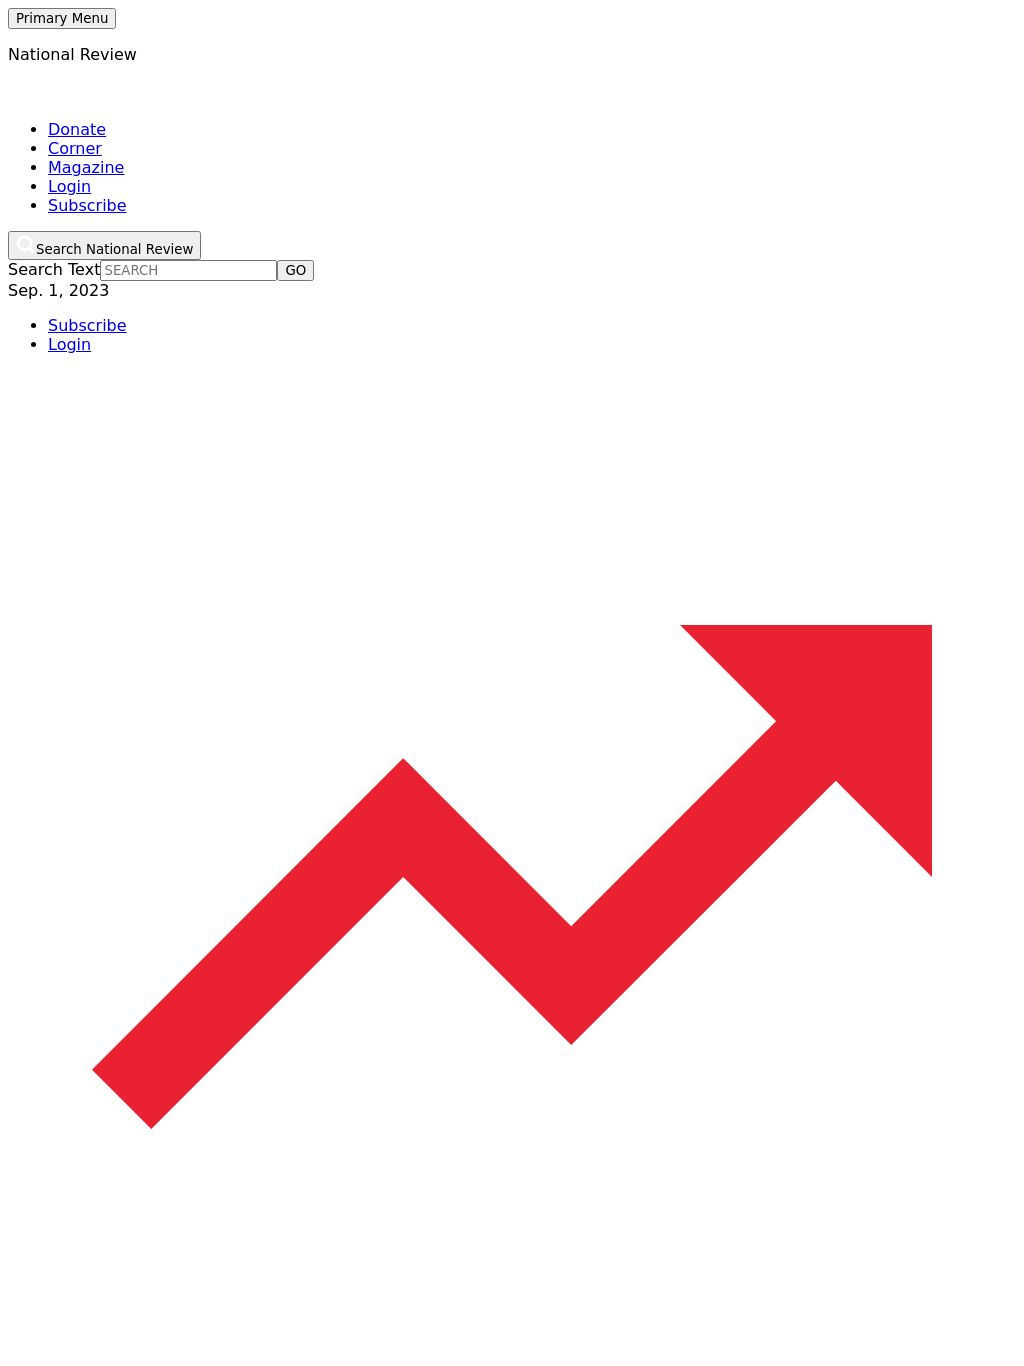 Primary Menu
National Review
Donate
Corner
Magazine
Login
Subscribe
Search National Review
Search Text SEARCH GO
Sep. 1, 2023
Subscribe
Login